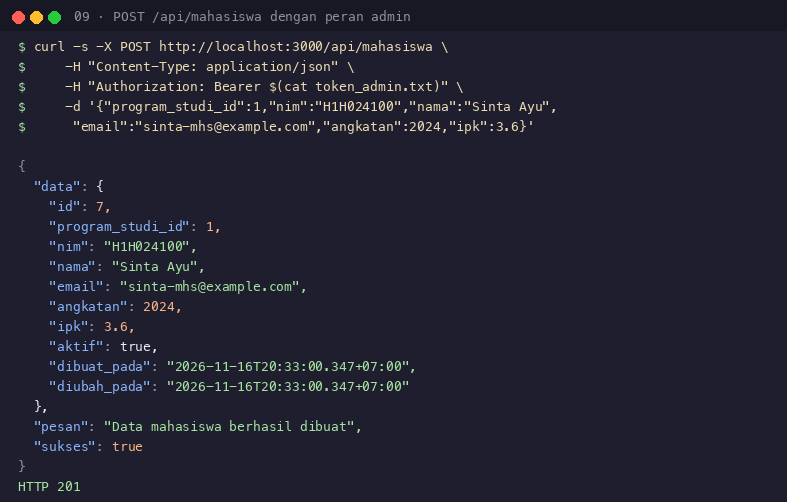 09 · POST /api/mahasiswa dengan peran admin
$ curl -s -X POST http://localhost:3000/api/mahasiswa \
$     -H "Content-Type: application/json" \
$     -H "Authorization: Bearer $(cat token_admin.txt)" \
$     -d '{"program_studi_id":1,"nim":"H1H024100","nama":"Sinta Ayu",
$      "email":"sinta-mhs@example.com","angkatan":2024,"ipk":3.6}'
{
  "data": {
    "id": 7,
    "program_studi_id": 1,
    "nim": "H1H024100",
    "nama": "Sinta Ayu",
    "email": "sinta-mhs@example.com",
    "angkatan": 2024,
    "ipk": 3.6,
    "aktif": true,
    "dibuat_pada": "2026-11-16T20:33:00.347+07:00",
    "diubah_pada": "2026-11-16T20:33:00.347+07:00"
  },
  "pesan": "Data mahasiswa berhasil dibuat",
  "sukses": true
}
HTTP 201